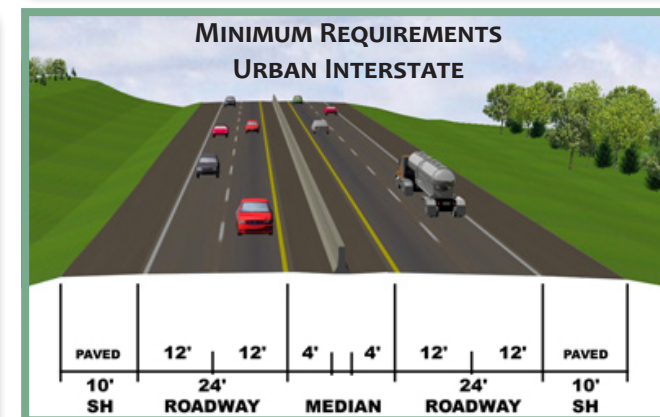 MINIMUM REQUIREMENTS
URBAN INTERSTATE
PAVED 12' 12' 4' 4' 12' 12' PAVED
10' 24' 24' 10'
SH ROADWAY MEDIAN ROADWAY SH